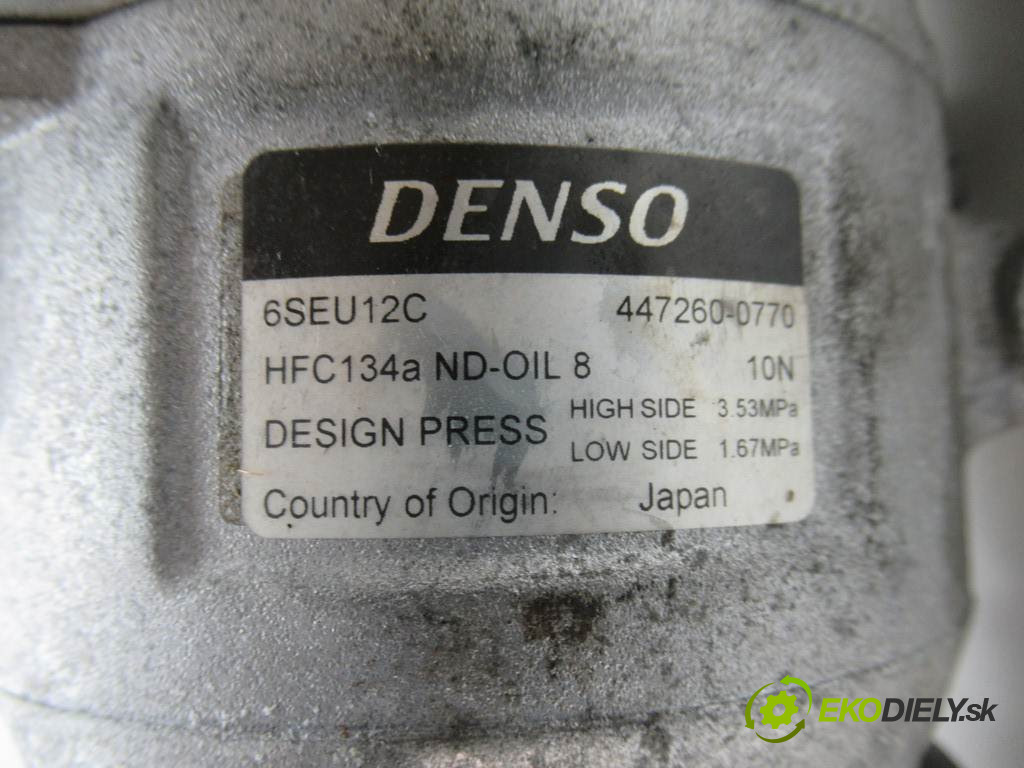 DENSO
6SEU12C 447260-0770
HFC134a ND-OIL 8 10N
DESIGN PRESS HIGH SIDE 3.53MPa
LOW SIDE 1.67MPa
Country of Origin: Japan
EKODIELY.sk